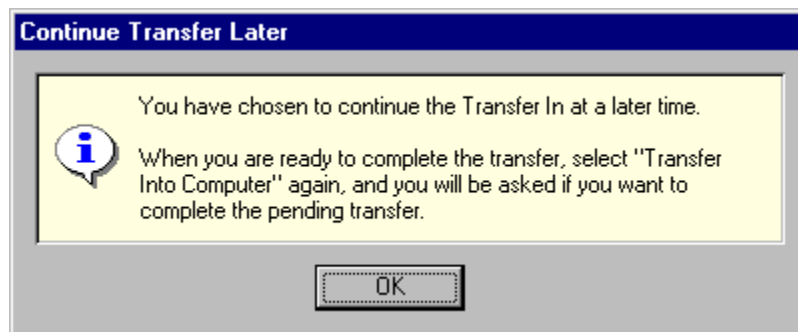 Continue Transfer Later
You have chosen to continue the Transfer In at a later time.
When you are ready to complete the transfer, select "Transfer
Into Computer" again, and you will be asked if you want to
complete the pending transfer.
OK